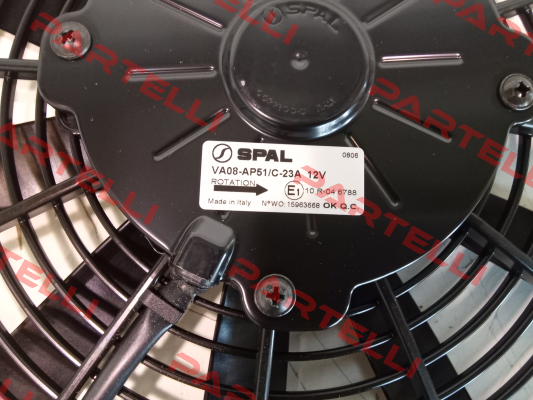 SPAL
SPAL 0606
VA08-AP51/C-23A 12V
ROTATION E1 10 R-04 6788
Made in Italy N°WO:15963668 OK Q.C.
PARTELLI
PARTELLI
PARTELLI
PARTELLI
PARTELLI
PARTELLI